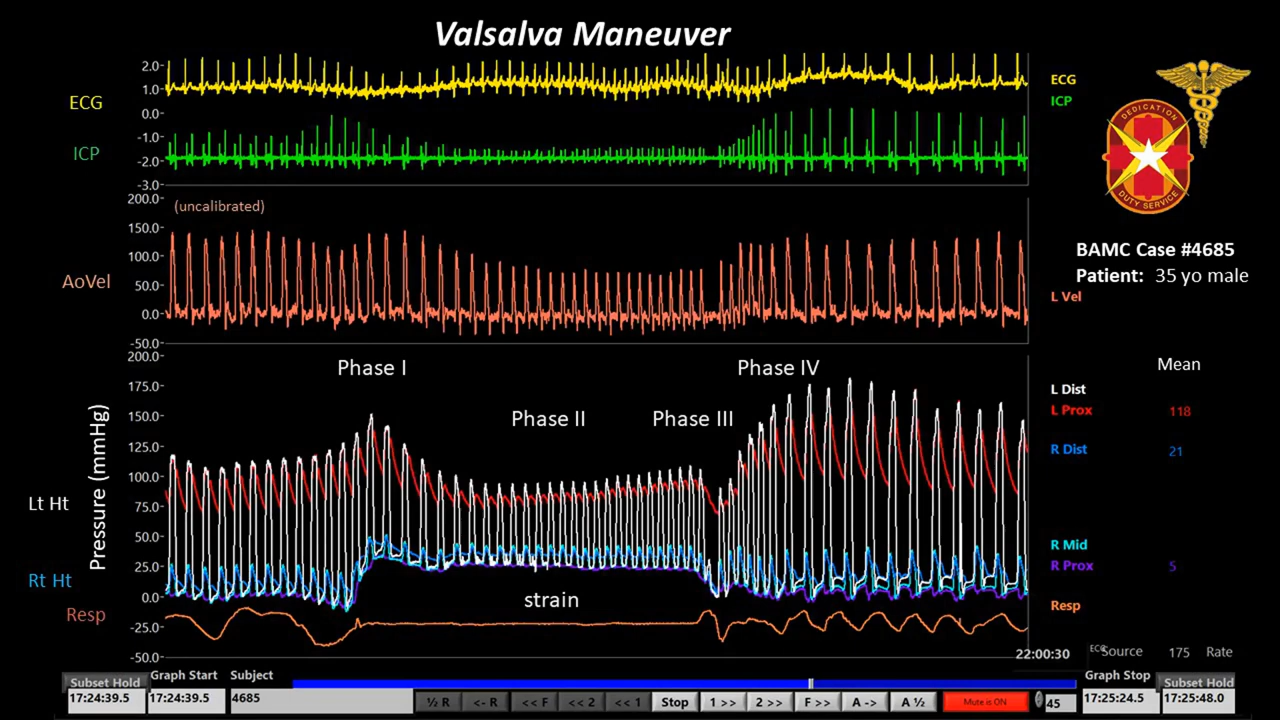 Valsalva Maneuver
2.0
1.0
0.0
-1.0
-2.0
-3.0
ECG
ICP
ECG
ICP
DEDICATION
DUTY SERVICE
200.0
150.0
100.0
50.0
0.0
-50.0
(uncalibrated)
AoVel
BAMC Case #4685
Patient: 35 yo male
L Vel
200.0
175.0
150.0
125.0
100.0
75.0
50.0
25.0
0.0
-25.0
-50.0
Pressure (mmHg)
Lt Ht
Rt Ht
Resp
Phase I
Phase II
Phase III
Phase IV
strain
Mean
L Dist
L Prox 118
R Dist 21
R Mid
R Prox 5
Resp
22:00:30
ECG Source 175 Rate
Subset Hold Graph Start Subject Graph Stop Subset Hold
17:24:39.5 17:24:39.5 4685 ½ R <- R << F << 2 << 1 Stop 1 >> 2 >> F >> A -> A ½ Mute is ON 45 17:25:24.5 17:25:48.0